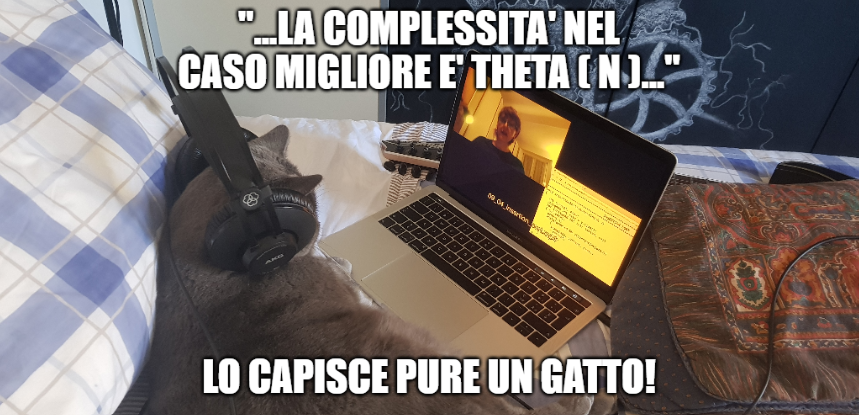 "...LA COMPLESSITA' NEL
CASO MIGLIORE E' THETA ( N )..."
AKG
LO CAPISCE PURE UN GATTO!